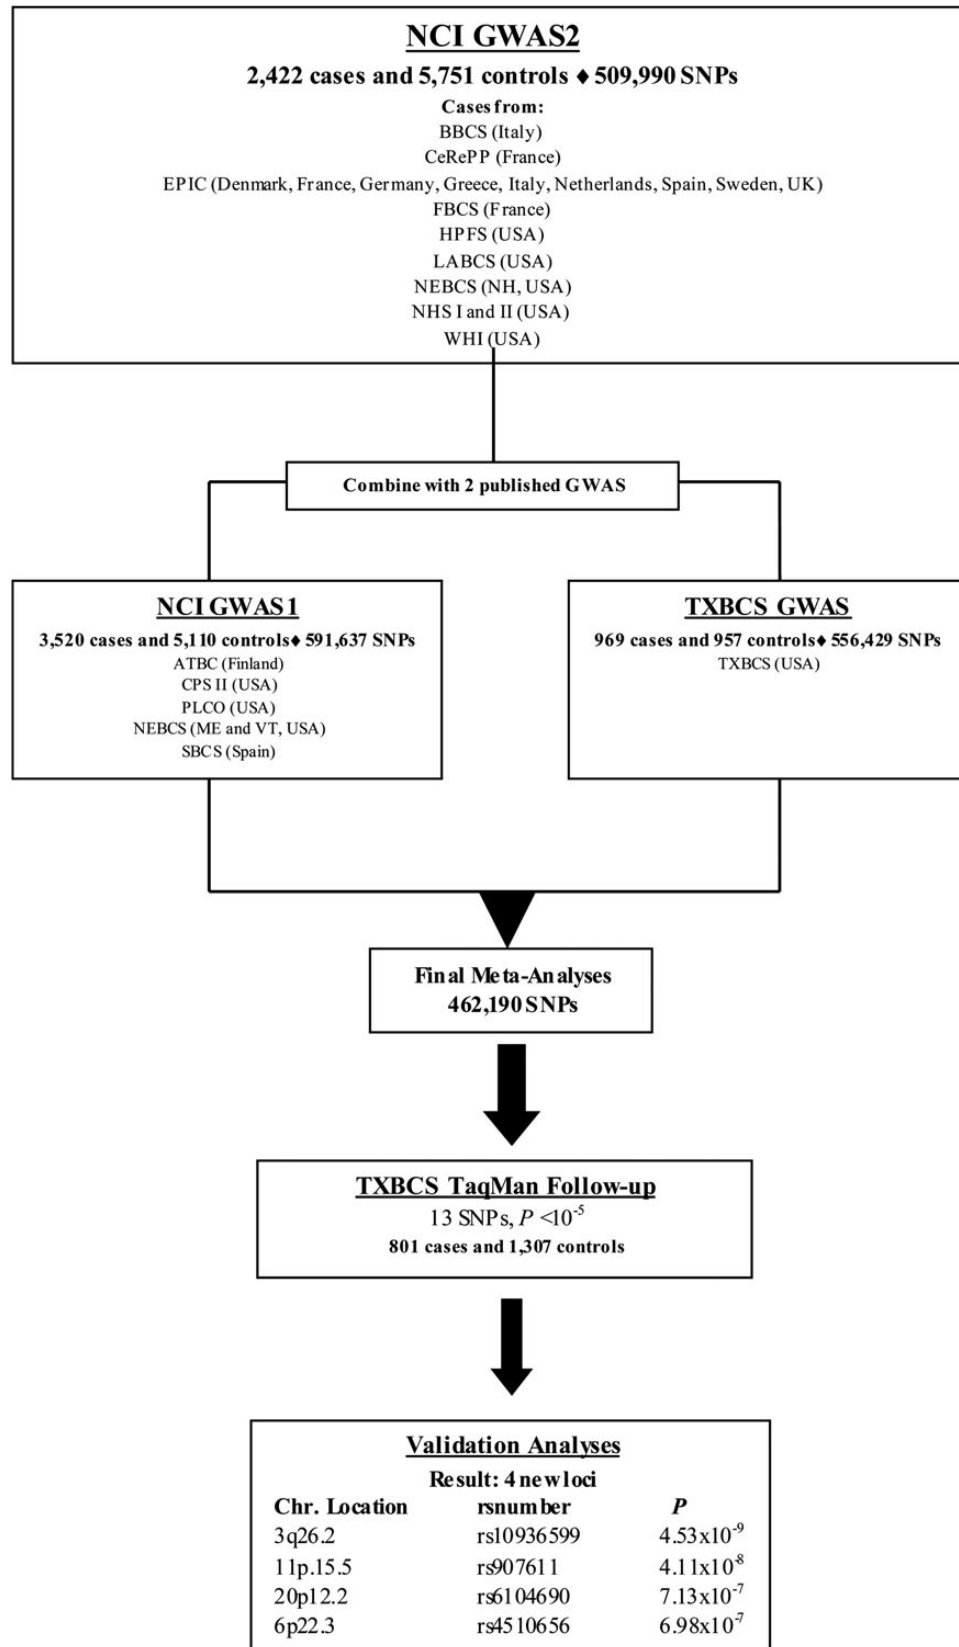 NCI GWAS2
2,422 cases and 5,751 controls ♦ 509,990 SNPs
Cases from:
BBCS (Italy)
CeRePP (France)
EPIC (Denmark, France, Germany, Greece, Italy, Netherlands, Spain, Sweden, UK)
FBCS (France)
HPFS (USA)
LABCS (USA)
NEBCS (NH, USA)
NHS I and II (USA)
WHI (USA)
Combine with 2 published GWAS
NCI GWAS1
3,520 cases and 5,110 controls♦ 591,637 SNPs
ATBC (Finland)
CPS II (USA)
PLCO (USA)
NEBCS (ME and VT, USA)
SBCS (Spain)
TXBCS GWAS
969 cases and 957 controls♦ 556,429 SNPs
TXBCS (USA)
Final Meta-Analyses
462,190 SNPs
TXBCS TaqMan Follow-up
13 SNPs, P <10⁻⁵
801 cases and 1,307 controls
Validation Analyses
Result: 4 new loci
Chr. Location rsnumber P
3q26.2 rs10936599 4.53x10⁻⁹
11p.15.5 rs907611 4.11x10⁻⁸
20p12.2 rs6104690 7.13x10⁻⁷
6p22.3 rs4510656 6.98x10⁻⁷